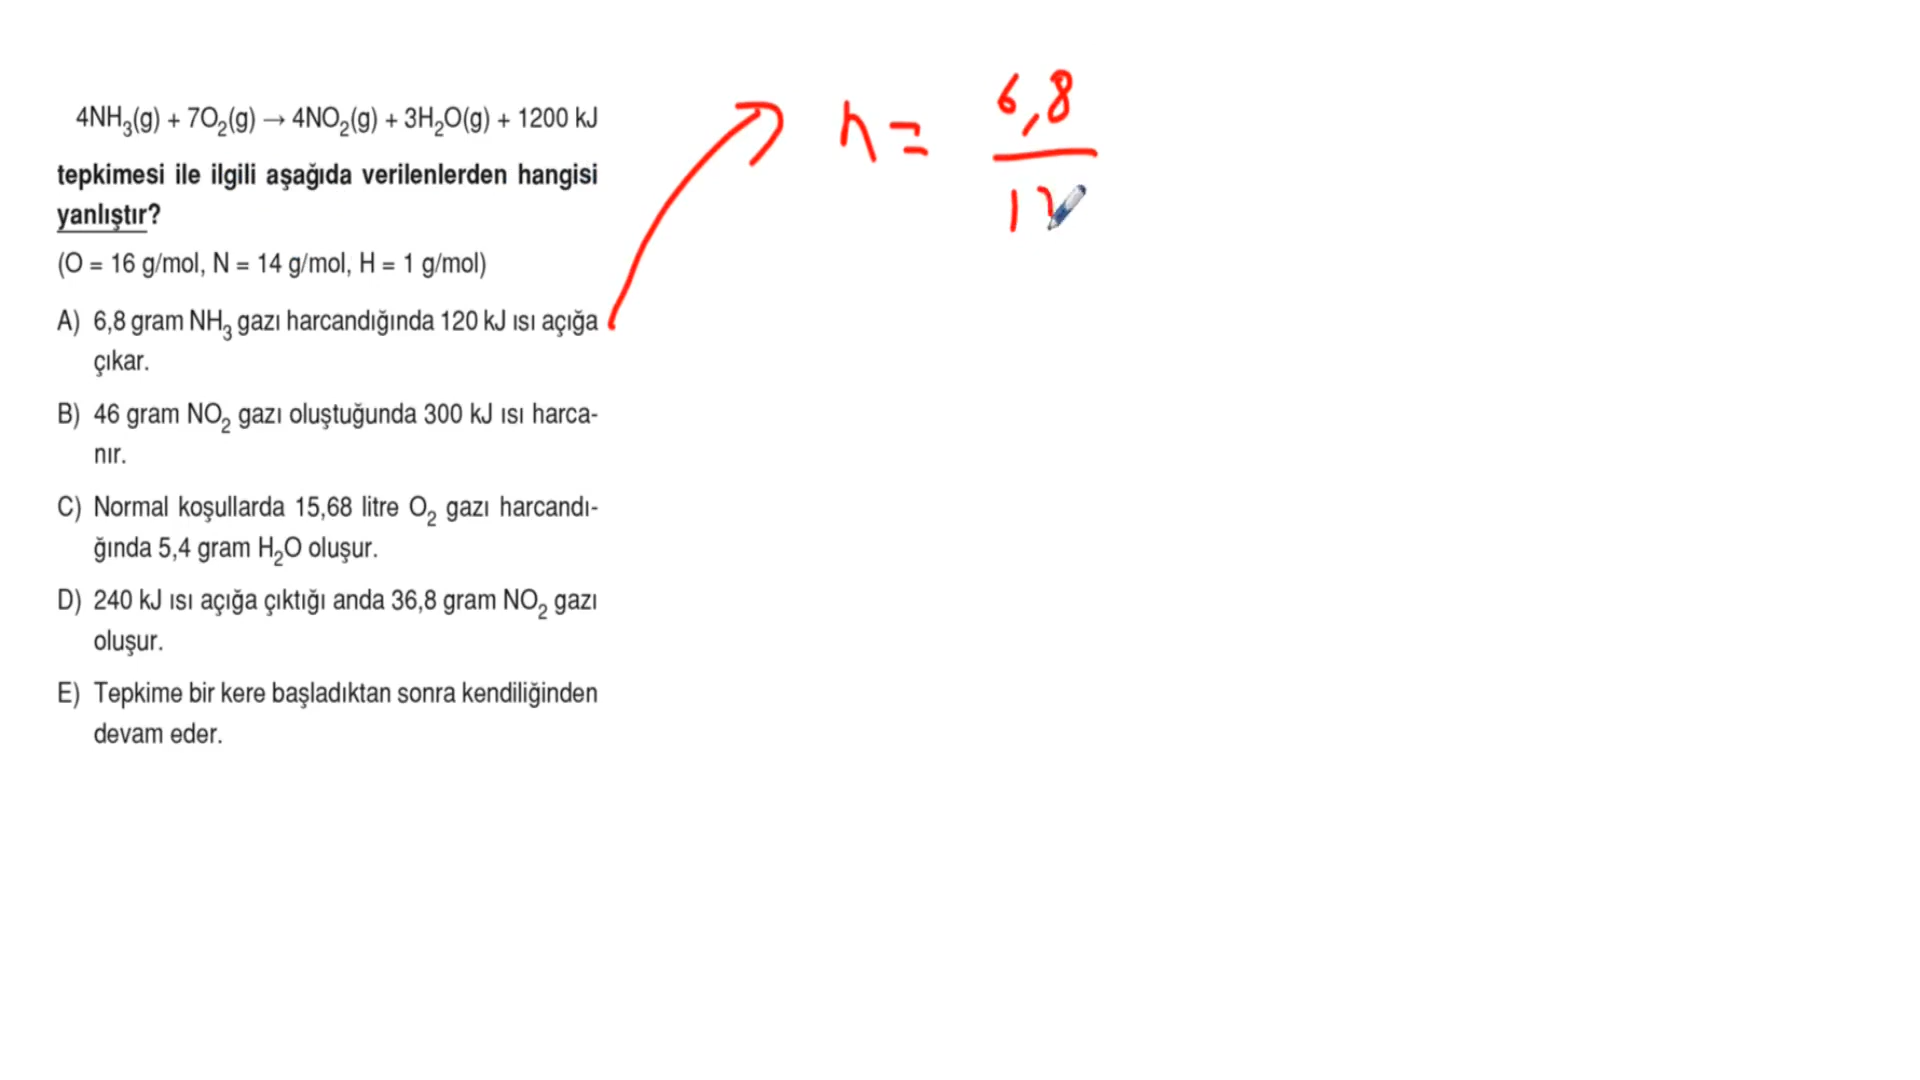 4NH₃(g) + 7O₂(g) → 4NO₂(g) + 3H₂O(g) + 1200 kJ
tepkimesi ile ilgili aşağıda verilenlerden hangisi
yanlıştır?
(O = 16 g/mol, N = 14 g/mol, H = 1 g/mol)
A) 6,8 gram NH₃ gazı harcandığında 120 kJ ısı açığa
çıkar.
B) 46 gram NO₂ gazı oluştuğunda 300 kJ ısı harca-
nır.
C) Normal koşullarda 15,68 litre O₂ gazı harcandı-
ğında 5,4 gram H₂O oluşur.
D) 240 kJ ısı açığa çıktığı anda 36,8 gram NO₂ gazı
oluşur.
E) Tepkime bir kere başladıktan sonra kendiliğinden
devam eder.
n = 6,8